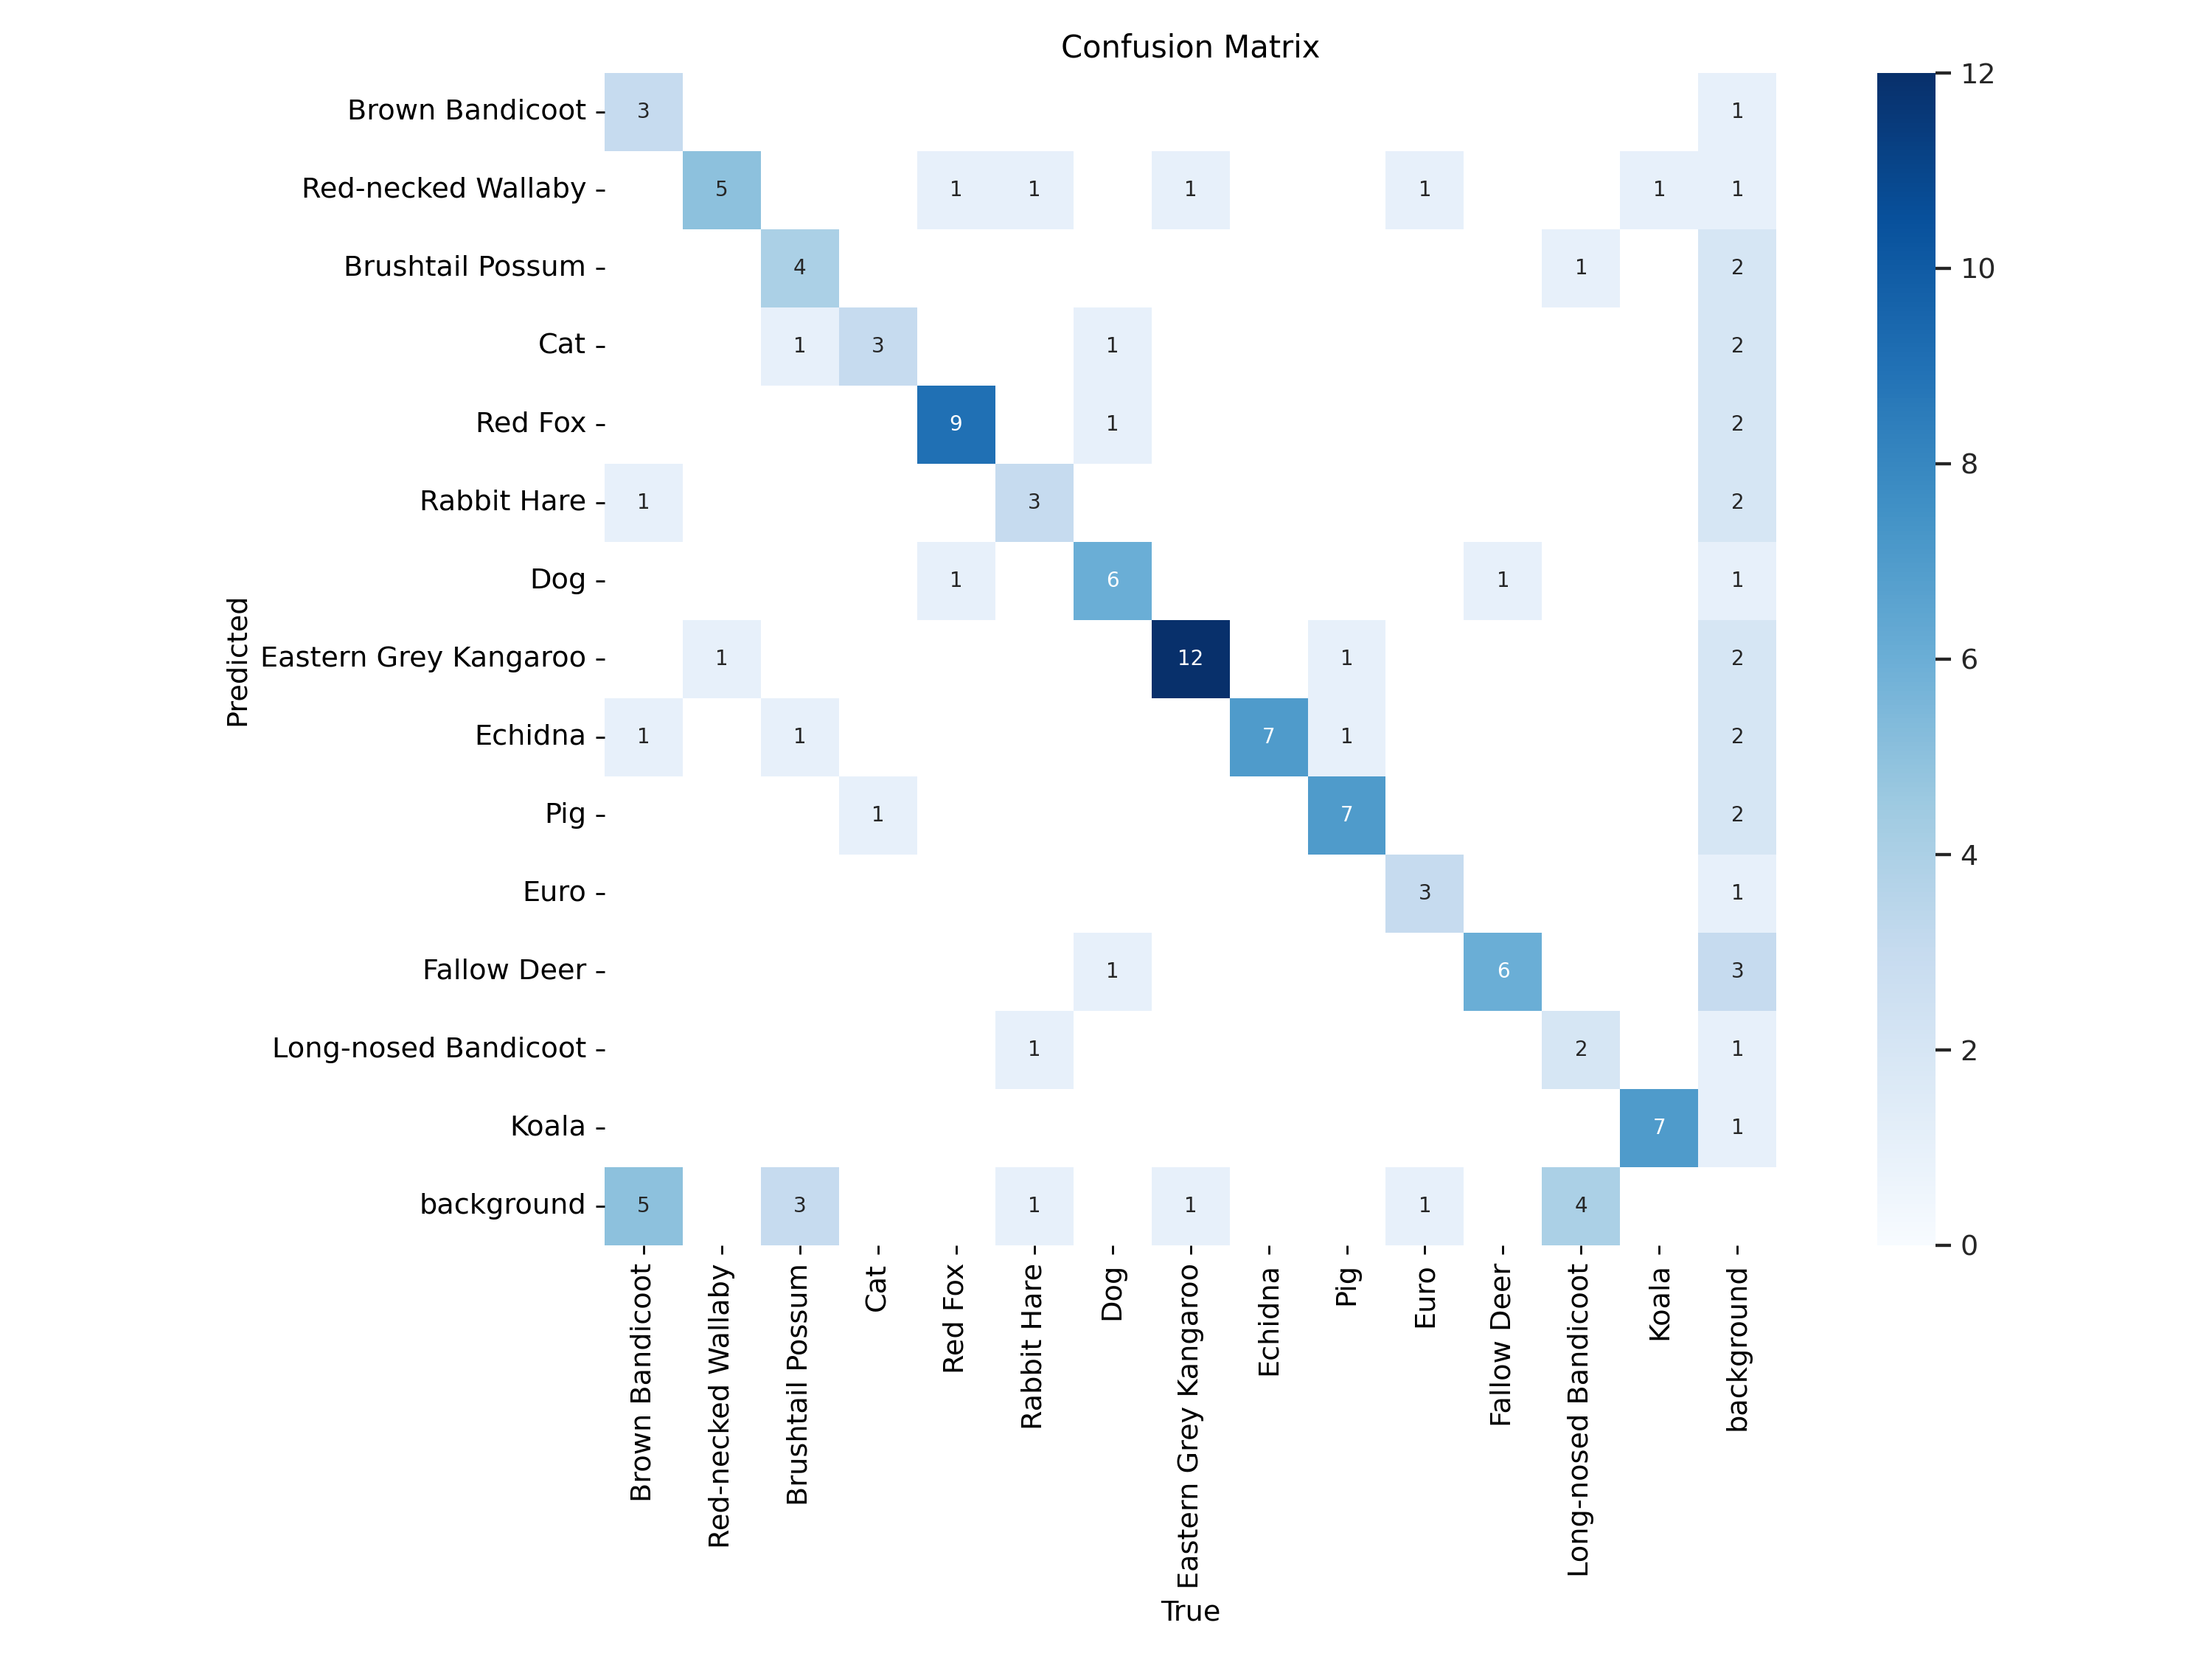 Confusion Matrix
Brown Bandicoot 3 1 12
Red-necked Wallaby 5 1 1 1 1 1 1
Brushtail Possum 4 1 2 10
Cat 1 3 1 2
Red Fox 9 1 2 8
Rabbit Hare 1 3 2
Dog 1 6 1 1
Predicted
Eastern Grey Kangaroo 1 12 1 2 6
Echidna 1 1 7 1 2
Pig 1 7 2 4
Euro 3 1
Fallow Deer 1 6 3
Long-nosed Bandicoot 1 2 1 2
Koala 7 1
background 5 3 1 1 1 4 0
Brown Bandicoot
Red-necked Wallaby
Brushtail Possum
Cat
Red Fox
Rabbit Hare
Dog
Eastern Grey Kangaroo
Echidna
Pig
Euro
Fallow Deer
Long-nosed Bandicoot
Koala
background
True